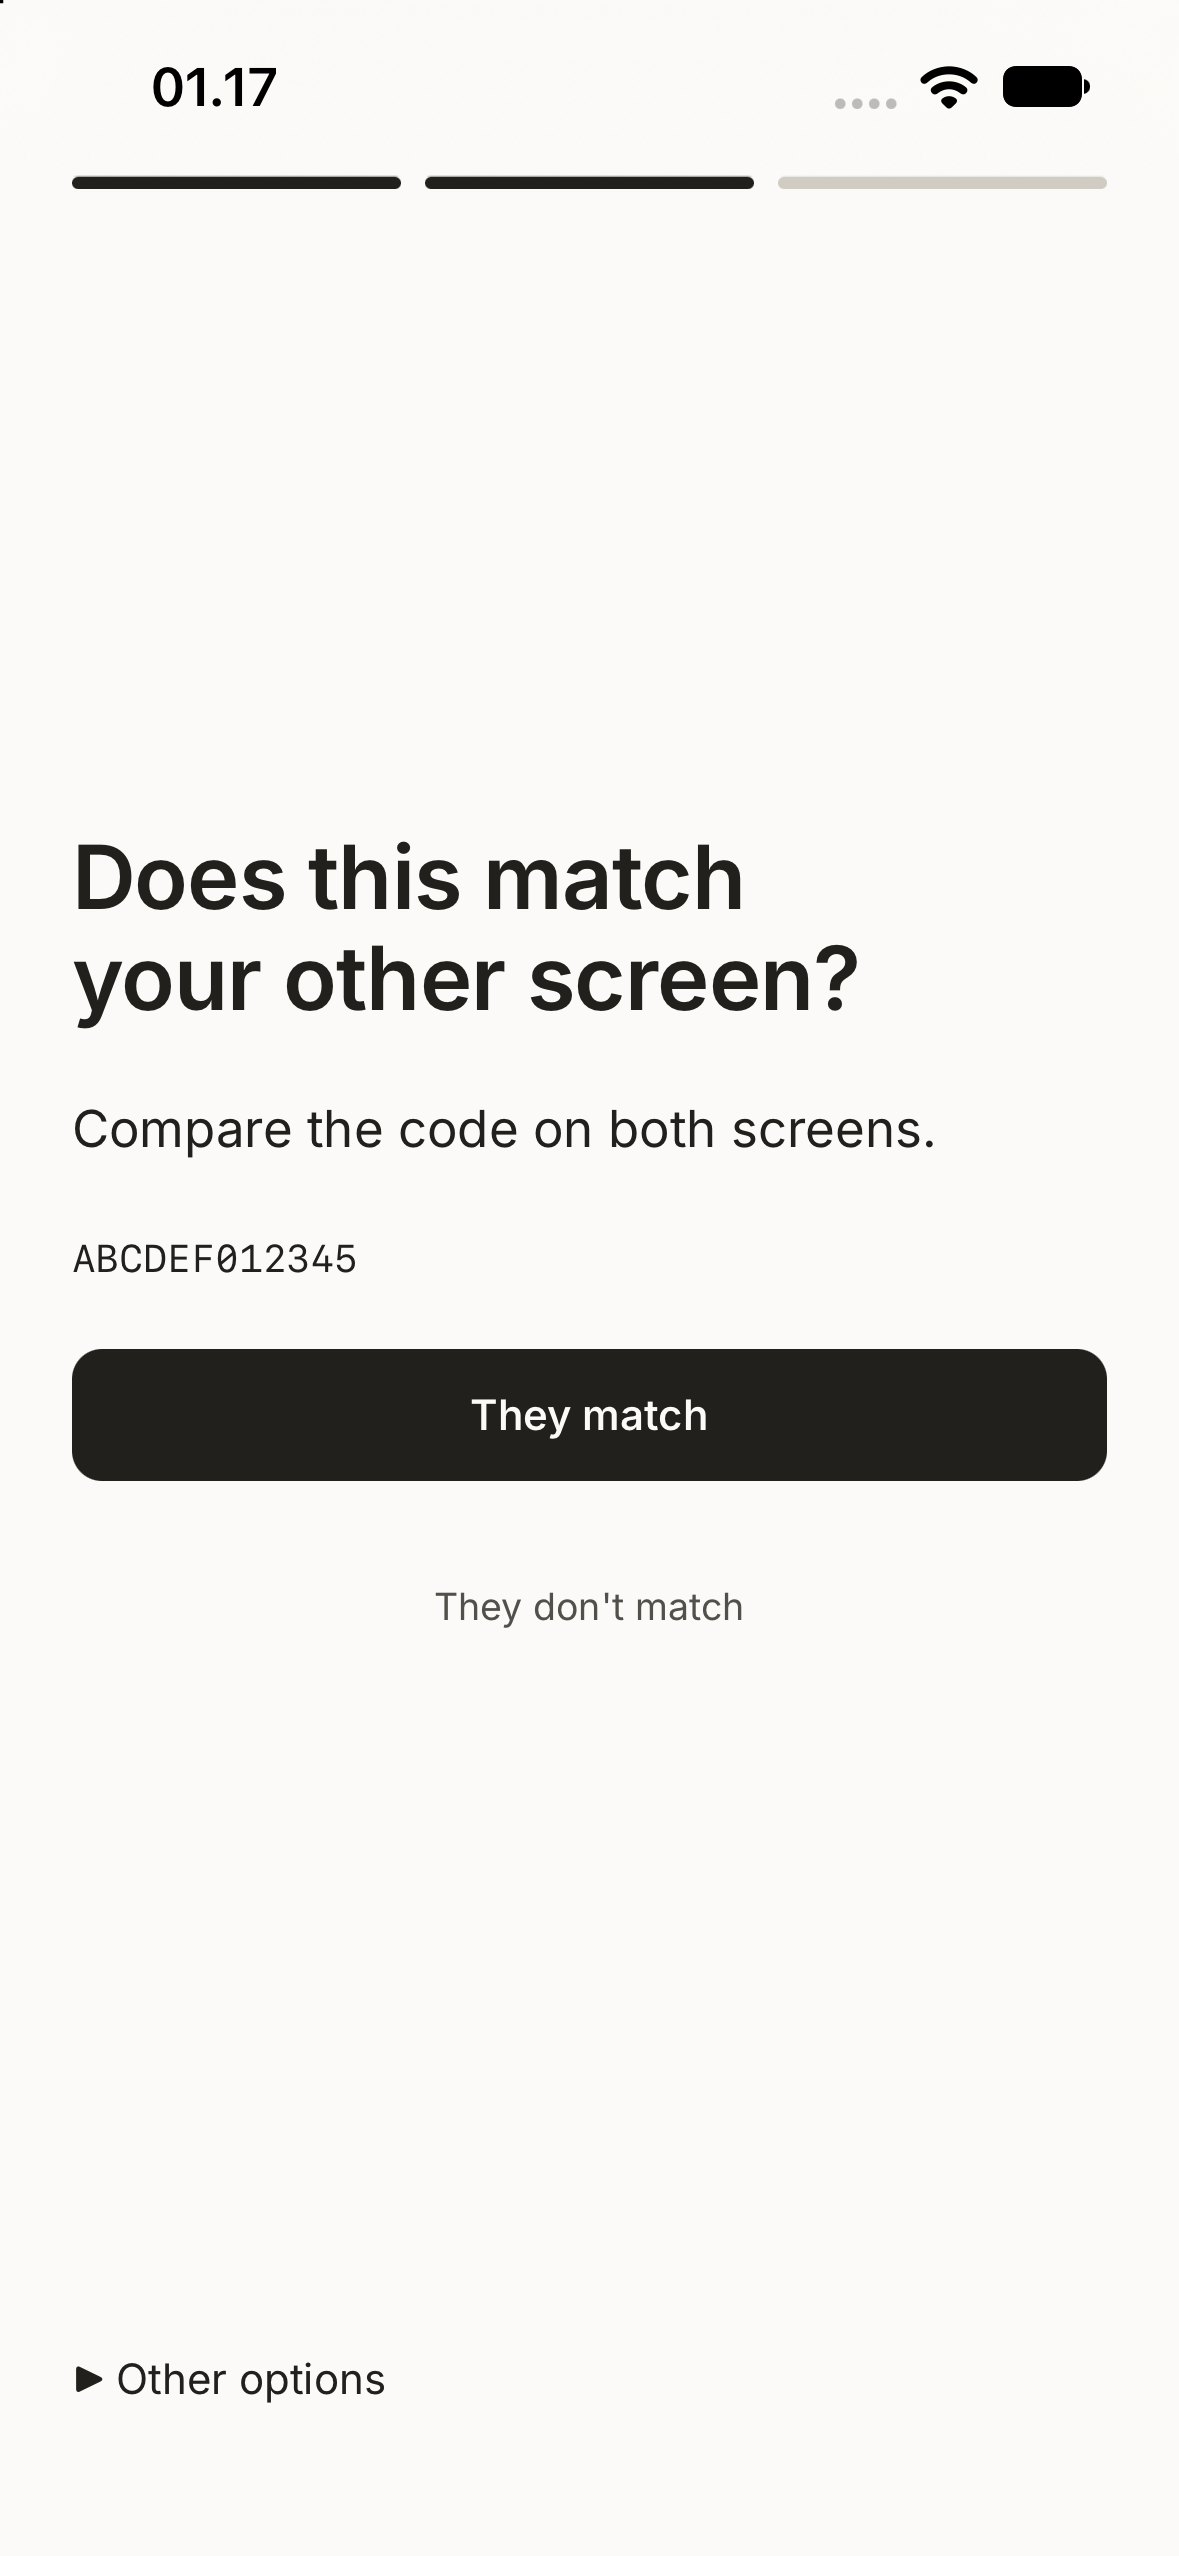 01.17
Does this match
your other screen?
Compare the code on both screens.
ABCDEF012345
They match
They don't match
Other options